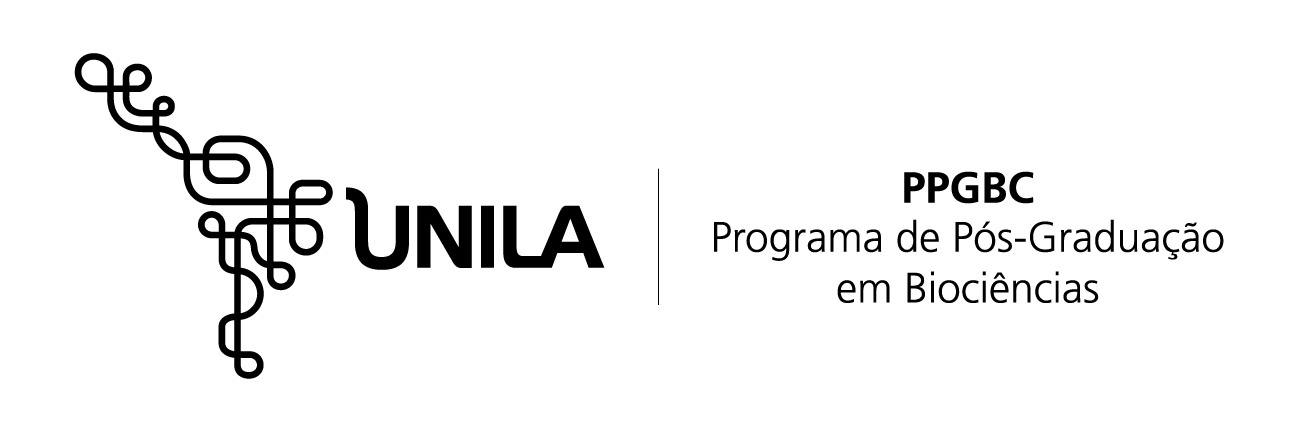 UNILA
PPGBC
Programa de Pós-Graduação
em Biociências